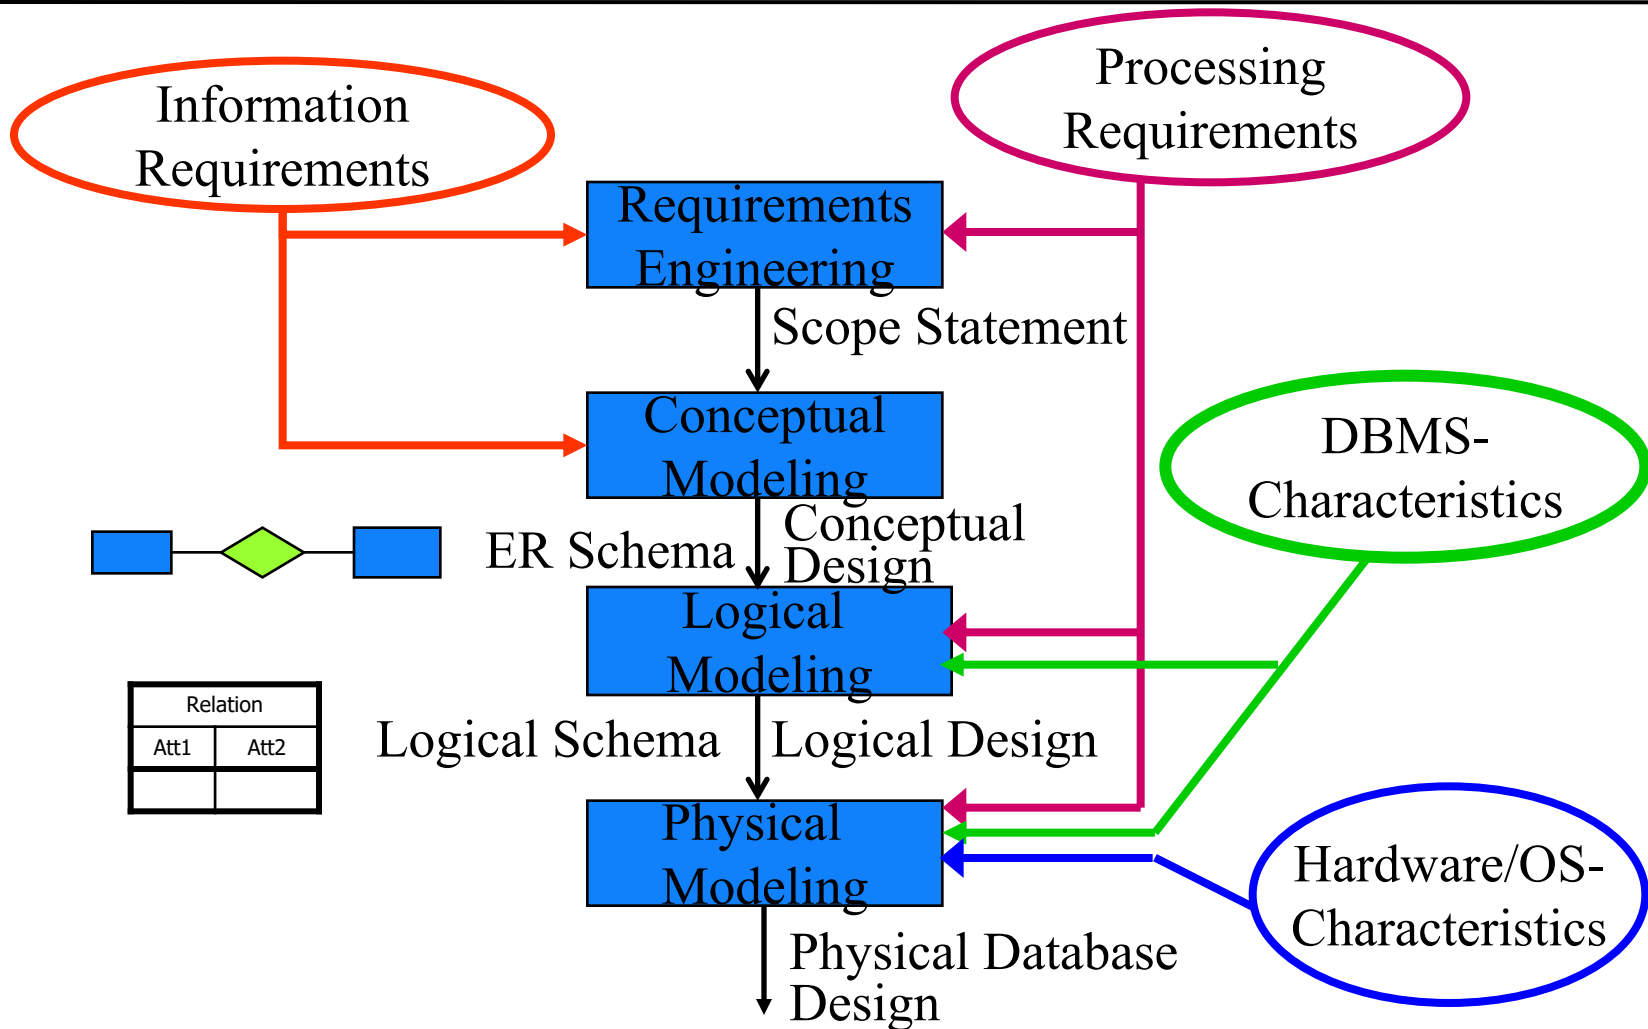 Information
Requirements
Processing
Requirements
Requirements
Engineering
Scope Statement
Conceptual
Modeling
DBMS-
Characteristics
ER Schema
Conceptual
Design
Logical
Modeling
Relation
Att1 Att2
Logical Schema
Logical Design
Physical
Modeling
Hardware/OS-
Characteristics
Physical Database
Design